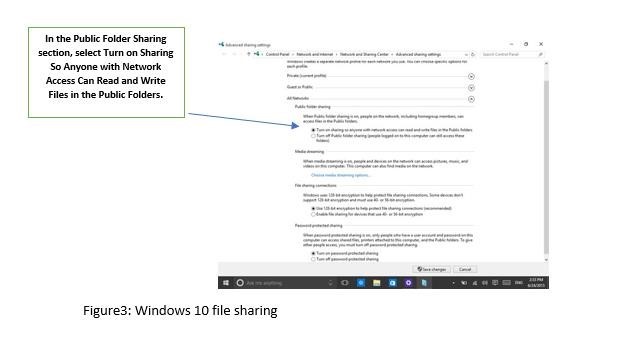 In the Public Folder Sharing
section, select Turn on Sharing
So Anyone with Network
Access Can Read and Write
Files in the Public Folders.
Advanced sharing settings
Control Panel › Network and Internet › Network and Sharing Center › Advanced sharing settings
Search Control Panel
Windows creates a separate network profile for each network you use. You can choose specific options for
each profile.
Private (current profile)
Guest or Public
All Networks
Public folder sharing
When Public folder sharing is on, people on the network, including homegroup members, can
access files in the Public folders.
Turn on sharing so anyone with network access can read and write files in the Public folders
Turn off Public folder sharing (people logged on to this computer can still access these
folders)
Media streaming
When media streaming is on, people and devices on the network can access pictures, music, and
videos on this computer. This computer can also find media on the network.
Choose media streaming options...
File sharing connections
Windows uses 128-bit encryption to help protect file sharing connections. Some devices don't
support 128-bit encryption and must use 40- or 56-bit encryption.
Use 128-bit encryption to help protect file sharing connections (recommended)
Enable file sharing for devices that use 40- or 56-bit encryption
Password protected sharing
When password protected sharing is on, only people who have a user account and password on this
computer can access shared files, printers attached to this computer, and the Public folders. To give
other people access, you must turn off password protected sharing.
Turn on password protected sharing
Turn off password protected sharing
Save changes
Cancel
Ask me anything
ENG
2:33 PM
Figure3: Windows 10 file sharing